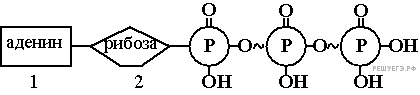 O O O
аденин рибоза P O P O P OH
1 2 OH OH OH
РЕШУЕГЭ.РФ